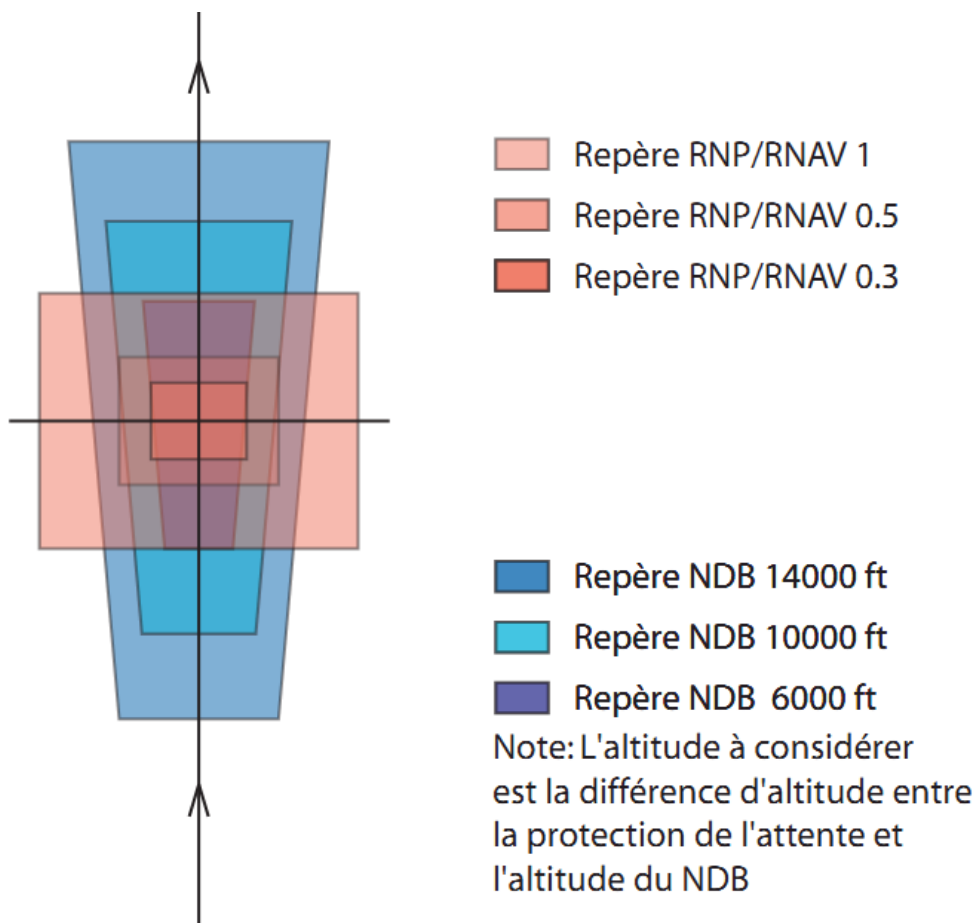 Repère RNP/RNAV 1
Repère RNP/RNAV 0.5
Repère RNP/RNAV 0.3
Repère NDB 14000 ft
Repère NDB 10000 ft
Repère NDB 6000 ft
Note: L'altitude à considérer
est la différence d'altitude entre
la protection de l'attente et
l'altitude du NDB